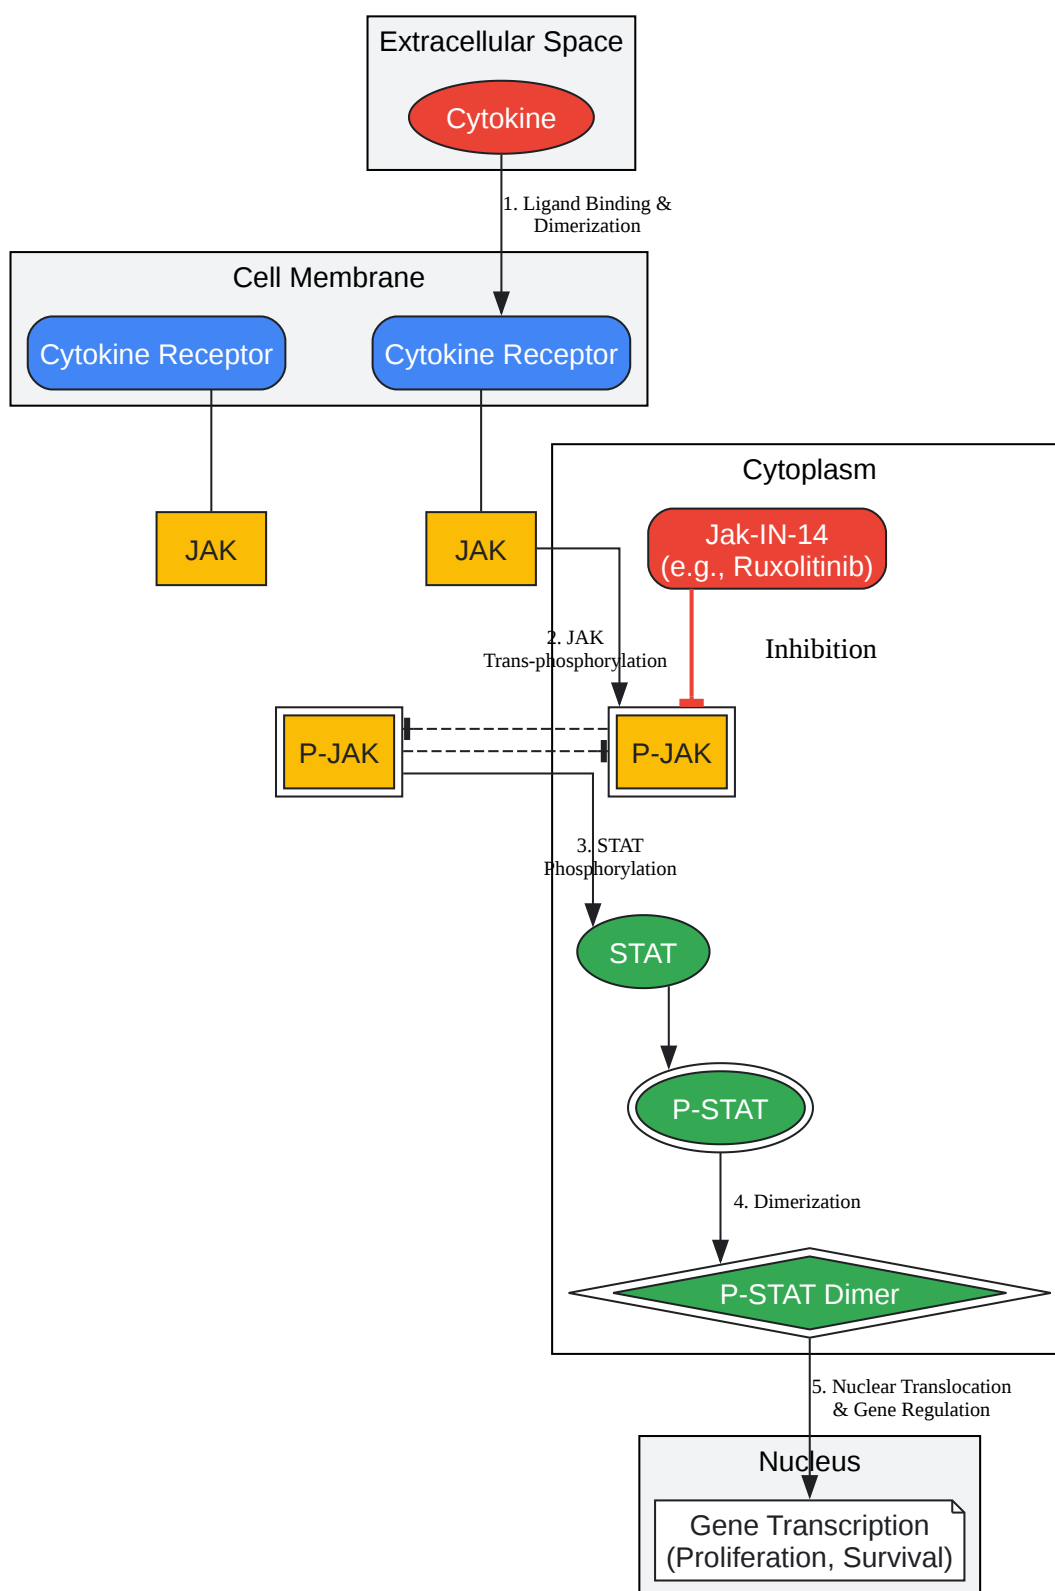 Extracellular Space
Cytokine
1. Ligand Binding &
Dimerization
Cell Membrane
Cytokine Receptor
Cytokine Receptor
Cytoplasm
JAK
JAK
Jak-IN-14
(e.g., Ruxolitinib)
2. JAK
Trans-phosphorylation
Inhibition
P-JAK
P-JAK
3. STAT
Phosphorylation
STAT
P-STAT
4. Dimerization
P-STAT Dimer
5. Nuclear Translocation
& Gene Regulation
Nucleus
Gene Transcription
(Proliferation, Survival)